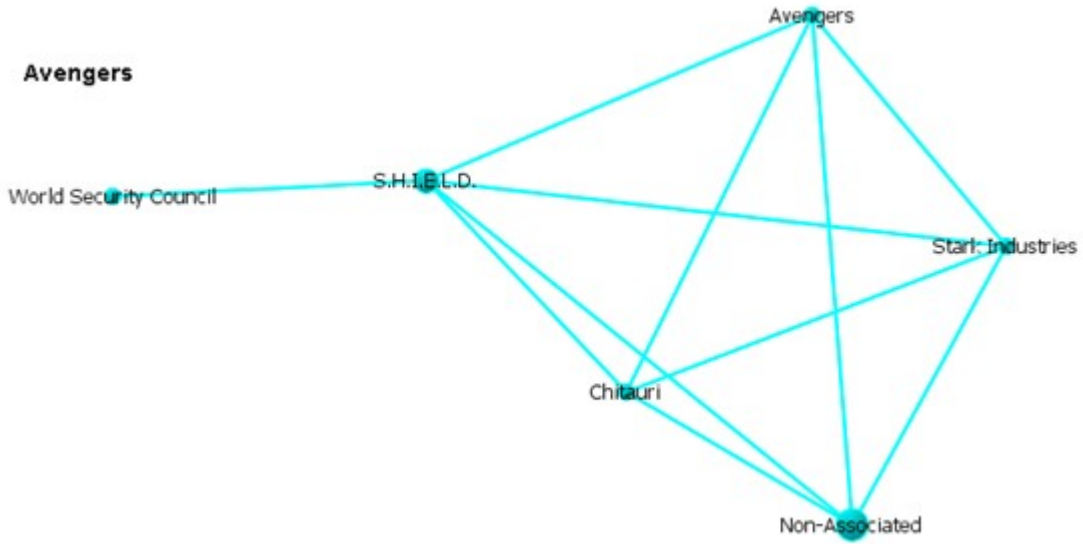 Avengers
Avengers
S.H.I.E.L.D.
World Security Council
Stark Industries
Chitauri
Non-Associated